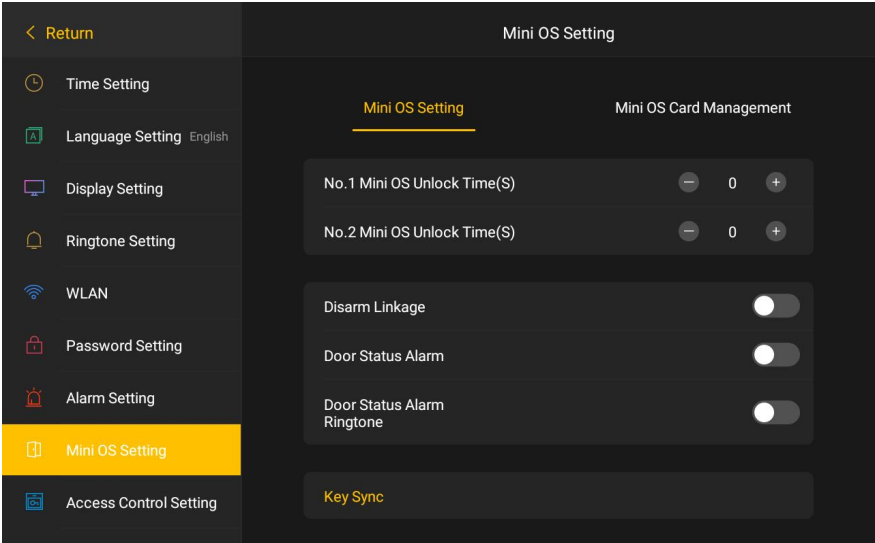 Return
Mini OS Setting
Time Setting
Language Setting English
Display Setting
Ringtone Setting
WLAN
Password Setting
Alarm Setting
Mini OS Setting
Access Control Setting
Mini OS Setting
Mini OS Card Management
No.1 Mini OS Unlock Time(S)
0
No.2 Mini OS Unlock Time(S)
0
Disarm Linkage
Door Status Alarm
Door Status Alarm
Ringtone
Key Sync